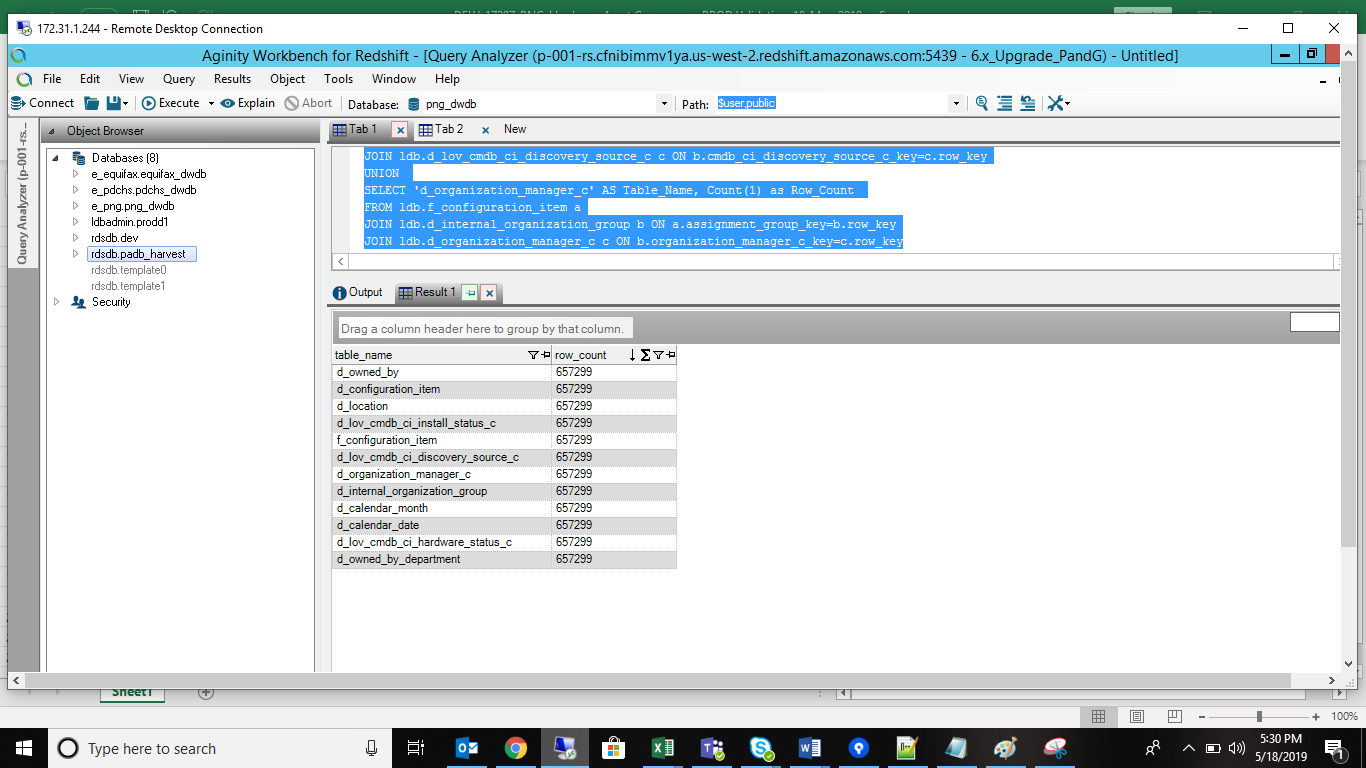 172.31.1.244 - Remote Desktop Connection
Aginity Workbench for Redshift - [Query Analyzer (p-001-rs.cfnibimmv1ya.us-west-2.redshift.amazonaws.com:5439 - 6.x_Upgrade_PandG) - Untitled]
File Edit View Query Results Object Tools Window Help
Connect Execute Explain Abort Database: png_dwdb Path: $user,public
Query Analyzer (p-001-rs...
Object Browser
Databases (8)
e_equifax.equifax_dwdb
e_pdchs.pdchs_dwdb
e_png.png_dwdb
ldbadmin.prodd1
rdsdb.dev
rdsdb.padb_harvest
rdsdb.template0
rdsdb.template1
Security
Tab 1 Tab 2 New
JOIN ldb.d_lov_cmdb_ci_discovery_source_c c ON b.cmdb_ci_discovery_source_c_key=c.row_key
UNION
SELECT 'd_organization_manager_c' AS Table_Name, Count(1) as Row_Count
FROM ldb.f_configuration_item a
JOIN ldb.d_internal_organization_group b ON a.assignment_group_key=b.row_key
JOIN ldb.d_organization_manager_c c ON b.organization_manager_c_key=c.row_key
Output Result 1
Drag a column header here to group by that column.
table_name row_count
d_owned_by 657299
d_configuration_item 657299
d_location 657299
d_lov_cmdb_ci_install_status_c 657299
f_configuration_item 657299
d_lov_cmdb_ci_discovery_source_c 657299
d_organization_manager_c 657299
d_internal_organization_group 657299
d_calendar_month 657299
d_calendar_date 657299
d_lov_cmdb_ci_hardware_status_c 657299
d_owned_by_department 657299
Sheet1
100%
Type here to search
5:30 PM
5/18/2019
1